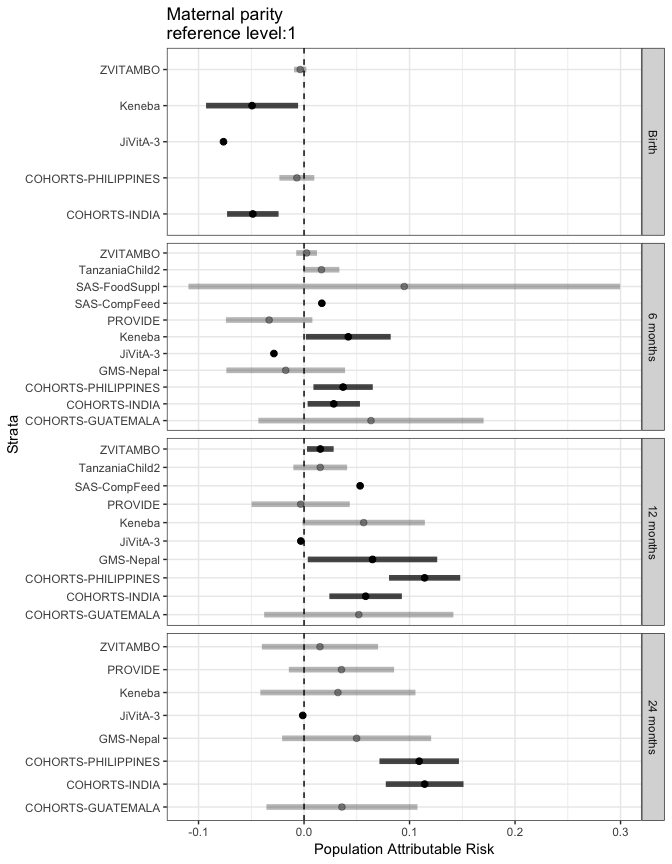 Maternal parity
reference level:1
ZVITAMBO
Keneba
JiVitA-3
COHORTS-PHILIPPINES
COHORTS-INDIA
Birth
ZVITAMBO
TanzaniaChild2
SAS-FoodSuppl
SAS-CompFeed
PROVIDE
Keneba
JiVitA-3
GMS-Nepal
COHORTS-PHILIPPINES
COHORTS-INDIA
COHORTS-GUATEMALA
6 months
ZVITAMBO
TanzaniaChild2
SAS-CompFeed
PROVIDE
Keneba
JiVitA-3
GMS-Nepal
COHORTS-PHILIPPINES
COHORTS-INDIA
COHORTS-GUATEMALA
12 months
ZVITAMBO
PROVIDE
Keneba
JiVitA-3
GMS-Nepal
COHORTS-PHILIPPINES
COHORTS-INDIA
COHORTS-GUATEMALA
24 months
Strata
-0.1 0.0 0.1 0.2 0.3
Population Attributable Risk